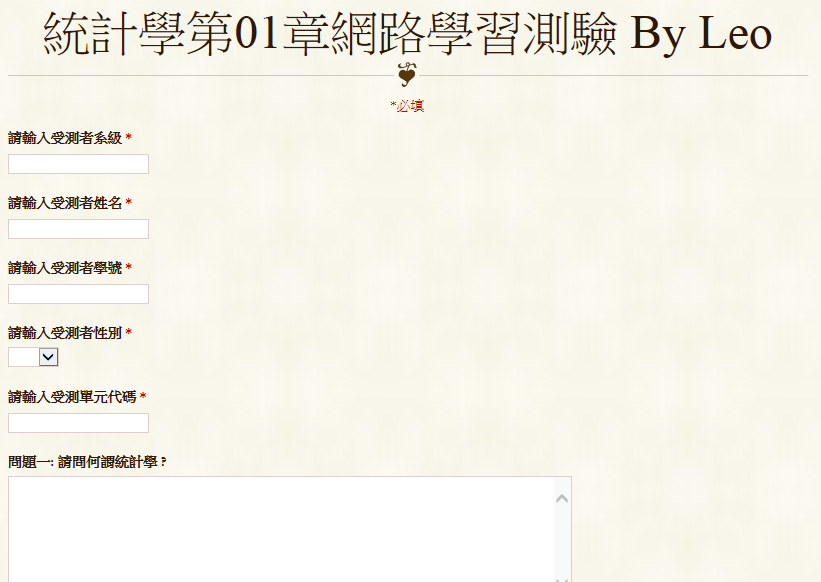 統計學第01章網路學習測驗 By Leo
*必填
請輸入受測者系級 *
請輸入受測者姓名 *
請輸入受測者學號 *
請輸入受測者性別 *
請輸入受測單元代碼 *
問題一: 請問何謂統計學 ?